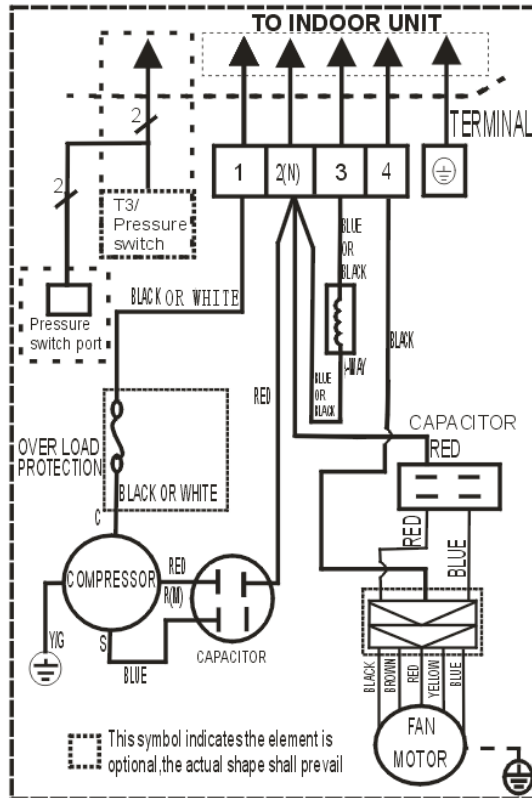 TO INDOOR UNIT
2
TERMINAL
2
1
2(N)
3
4
T3/
Pressure
switch
BLUE
OR
BLACK
BLACK OR WHITE
Pressure
switch port
BLACK
RED
BLUE
OR
BLACK
CAPACITOR
RED
OVER LOAD
PROTECTION
BLACK OR WHITE
C
RED
BLUE
COMPRESSOR
RED
R(M)
Y/G
S
CAPACITOR
BLUE
BLACK
BROWN
RED
YELLOW
BLUE
FAN
MOTOR
This symbol indicates the element is
optional,the actual shape shall prevail